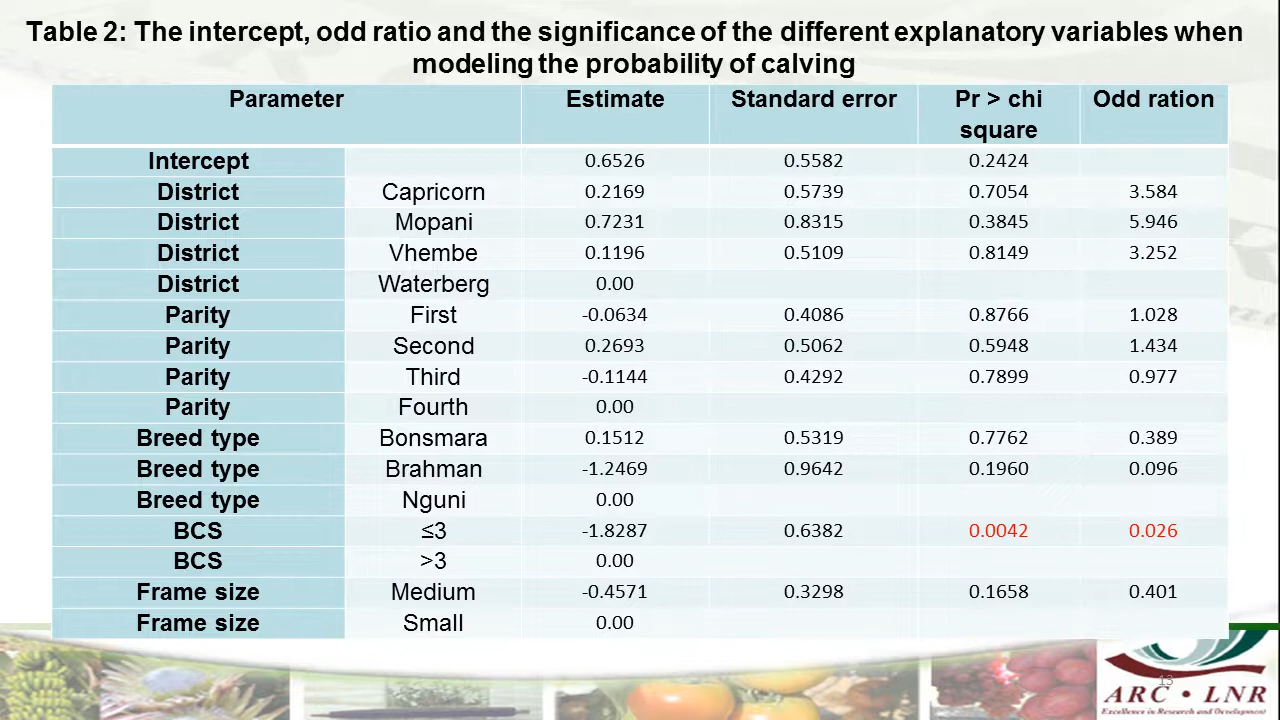 Table 2: The intercept, odd ratio and the significance of the different explanatory variables when
modeling the probability of calving
Parameter Estimate Standard error Pr > chi square Odd ration
Intercept 0.6526 0.5582 0.2424
District Capricorn 0.2169 0.5739 0.7054 3.584
District Mopani 0.7231 0.8315 0.3845 5.946
District Vhembe 0.1196 0.5109 0.8149 3.252
District Waterberg 0.00
Parity First -0.0634 0.4086 0.8766 1.028
Parity Second 0.2693 0.5062 0.5948 1.434
Parity Third -0.1144 0.4292 0.7899 0.977
Parity Fourth 0.00
Breed type Bonsmara 0.1512 0.5319 0.7762 0.389
Breed type Brahman -1.2469 0.9642 0.1960 0.096
Breed type Nguni 0.00
BCS ≤3 -1.8287 0.6382 0.0042 0.026
BCS >3 0.00
Frame size Medium -0.4571 0.3298 0.1658 0.401
Frame size Small 0.00
13
ARC • LNR
Excellence in Research and Development